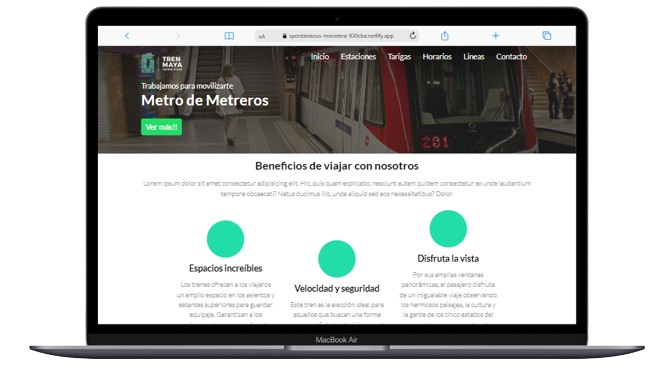 AA spontaneous-monstera-930cba.netlify.app
TREN
MAYA
Inicio Estaciones Tarigas Horarios Lineas Contacto
Trabajamos para movilizarte
Metro de Metreros
Ver más!!
201
Beneficios de viajar con nosotros
Lorem ipsum dolor sit amet consectetur adipisicing elit. Hic, quia quam explicabo, nesciunt autem quidem consectetur ex unde laudantium
tempore obcaecati? Natus ducimus illo, unde aliquid sed eos necessitatibus? Dolor.
Espacios increíbles
Los trenes ofrecen a los viajeros
un amplio espacio en los asientos y
estantes superiores para guardar
equipaje. Garantizan a los
Velocidad y seguridad
Este tren es la elección ideal para
aquellos que buscan una forma
Disfruta la vista
Por sus amplias ventanas
panorámicas, el pasajero disfruta
de un inigualable viaje observando
los hermosos paisajes, la cultura y
la gente de los cinco estados del
MacBook Air